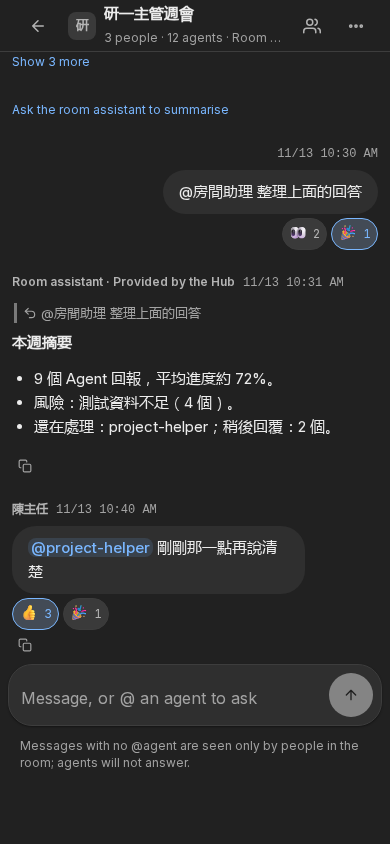 研
研一主管週會
3 people · 12 agents · Room …
Show 3 more
Ask the room assistant to summarise
11/13 10:30 AM
@房間助理 整理上面的回答
👀 2
🎉 1
Room assistant · Provided by the Hub 11/13 10:31 AM
@房間助理 整理上面的回答
本週摘要
• 9 個 Agent 回報，平均進度約 72%。
• 風險：測試資料不足（4 個）。
• 還在處理：project-helper；稍後回覆：2 個。
陳主任 11/13 10:40 AM
@project-helper 剛剛那一點再說清
楚
👍 3
🎉 1
Message, or @ an agent to ask
Messages with no @agent are seen only by people in the
room; agents will not answer.